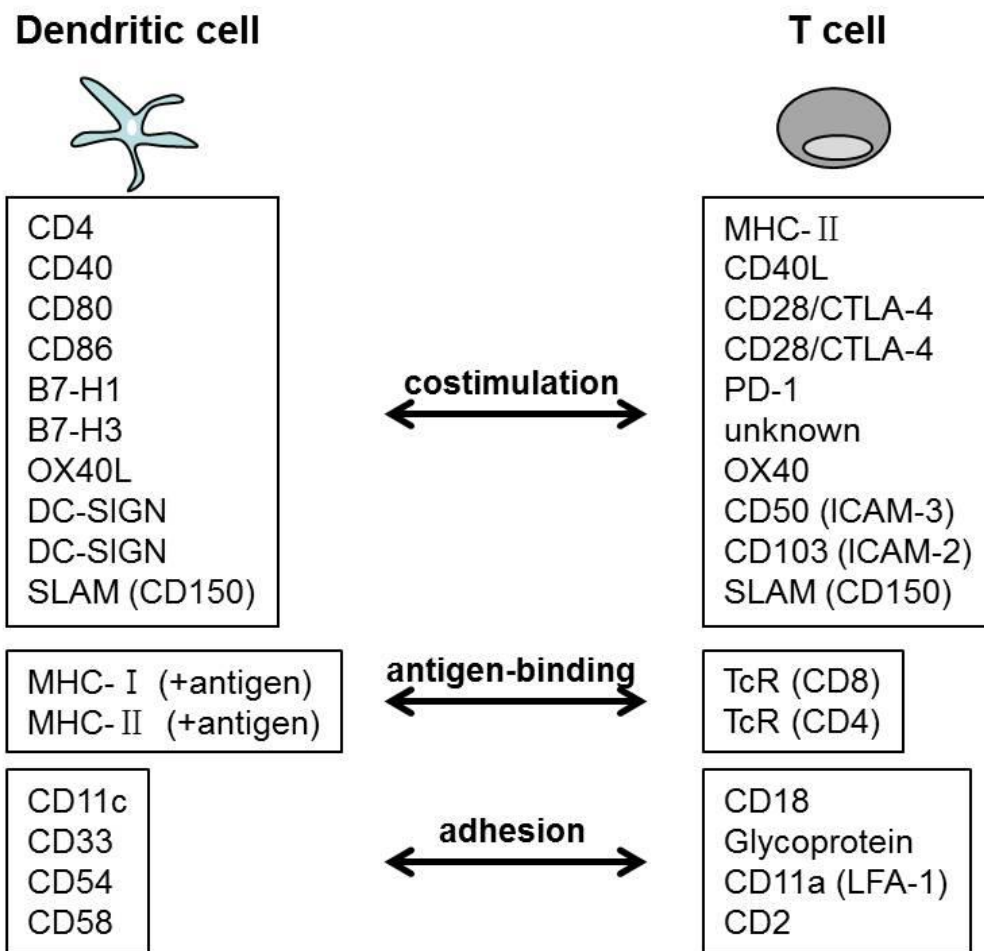 Dendritic cell
T cell
CD4
CD40
CD80
CD86
B7-H1
B7-H3
OX40L
DC-SIGN
DC-SIGN
SLAM (CD150)
costimulation
MHC-Ⅱ
CD40L
CD28/CTLA-4
CD28/CTLA-4
PD-1
unknown
OX40
CD50 (ICAM-3)
CD103 (ICAM-2)
SLAM (CD150)
MHC-Ⅰ (+antigen)
MHC-Ⅱ (+antigen)
antigen-binding
TcR (CD8)
TcR (CD4)
CD11c
CD33
CD54
CD58
adhesion
CD18
Glycoprotein
CD11a (LFA-1)
CD2